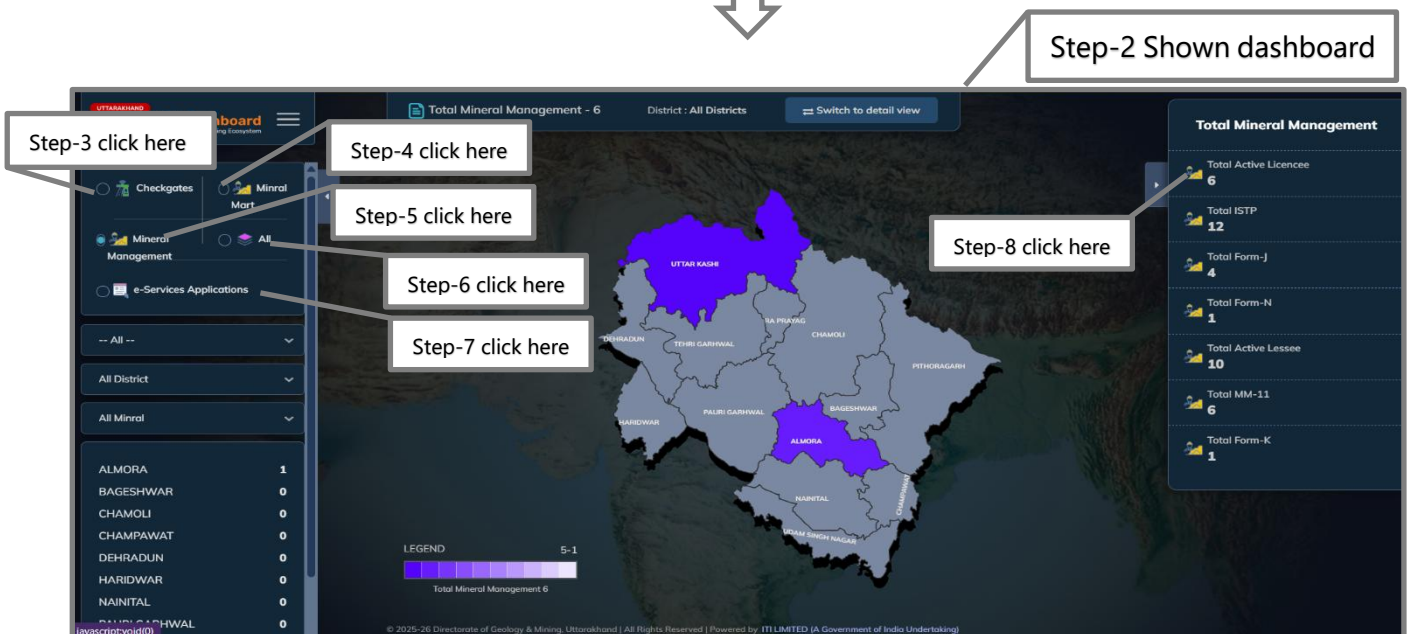 Step-2 Shown dashboard
UTTARAKHAND
Total Mineral Management - 6
District : All Districts
Switch to detail view
Total Mineral Management
Step-3 click here
Step-4 click here
Checkgates
Minral
Mart
Step-5 click here
Mineral
Management
All
Step-6 click here
e-Services Applications
Step-7 click here
-- All --
All District
All Minral
ALMORA 1
BAGESHWAR 0
CHAMOLI 0
CHAMPAWAT 0
DEHRADUN 0
HARIDWAR 0
NAINITAL 0
0
javascript:void(0)
UTTAR KASHI
DEHRADUN
TEHRI GARHWAL
RA PRAYAG
CHAMOLI
PITHORAGARH
HARIDWAR
PAURI GARHWAL
BAGESHWAR
ALMORA
NAINITAL
CHAMPAWAT
UDAM SINGH NAGAR
LEGEND 5-1
Total Mineral Management 6
Step-8 click here
Total Active Licencee
6
Total ISTP
12
Total Form-J
4
Total Form-N
1
Total Active Lessee
10
Total MM-11
6
Total Form-K
1
© 2025-26 Directorate of Geology & Mining, Uttarakhand | All Rights Reserved | Powered by ITI LIMITED (A Government of India Undertaking)